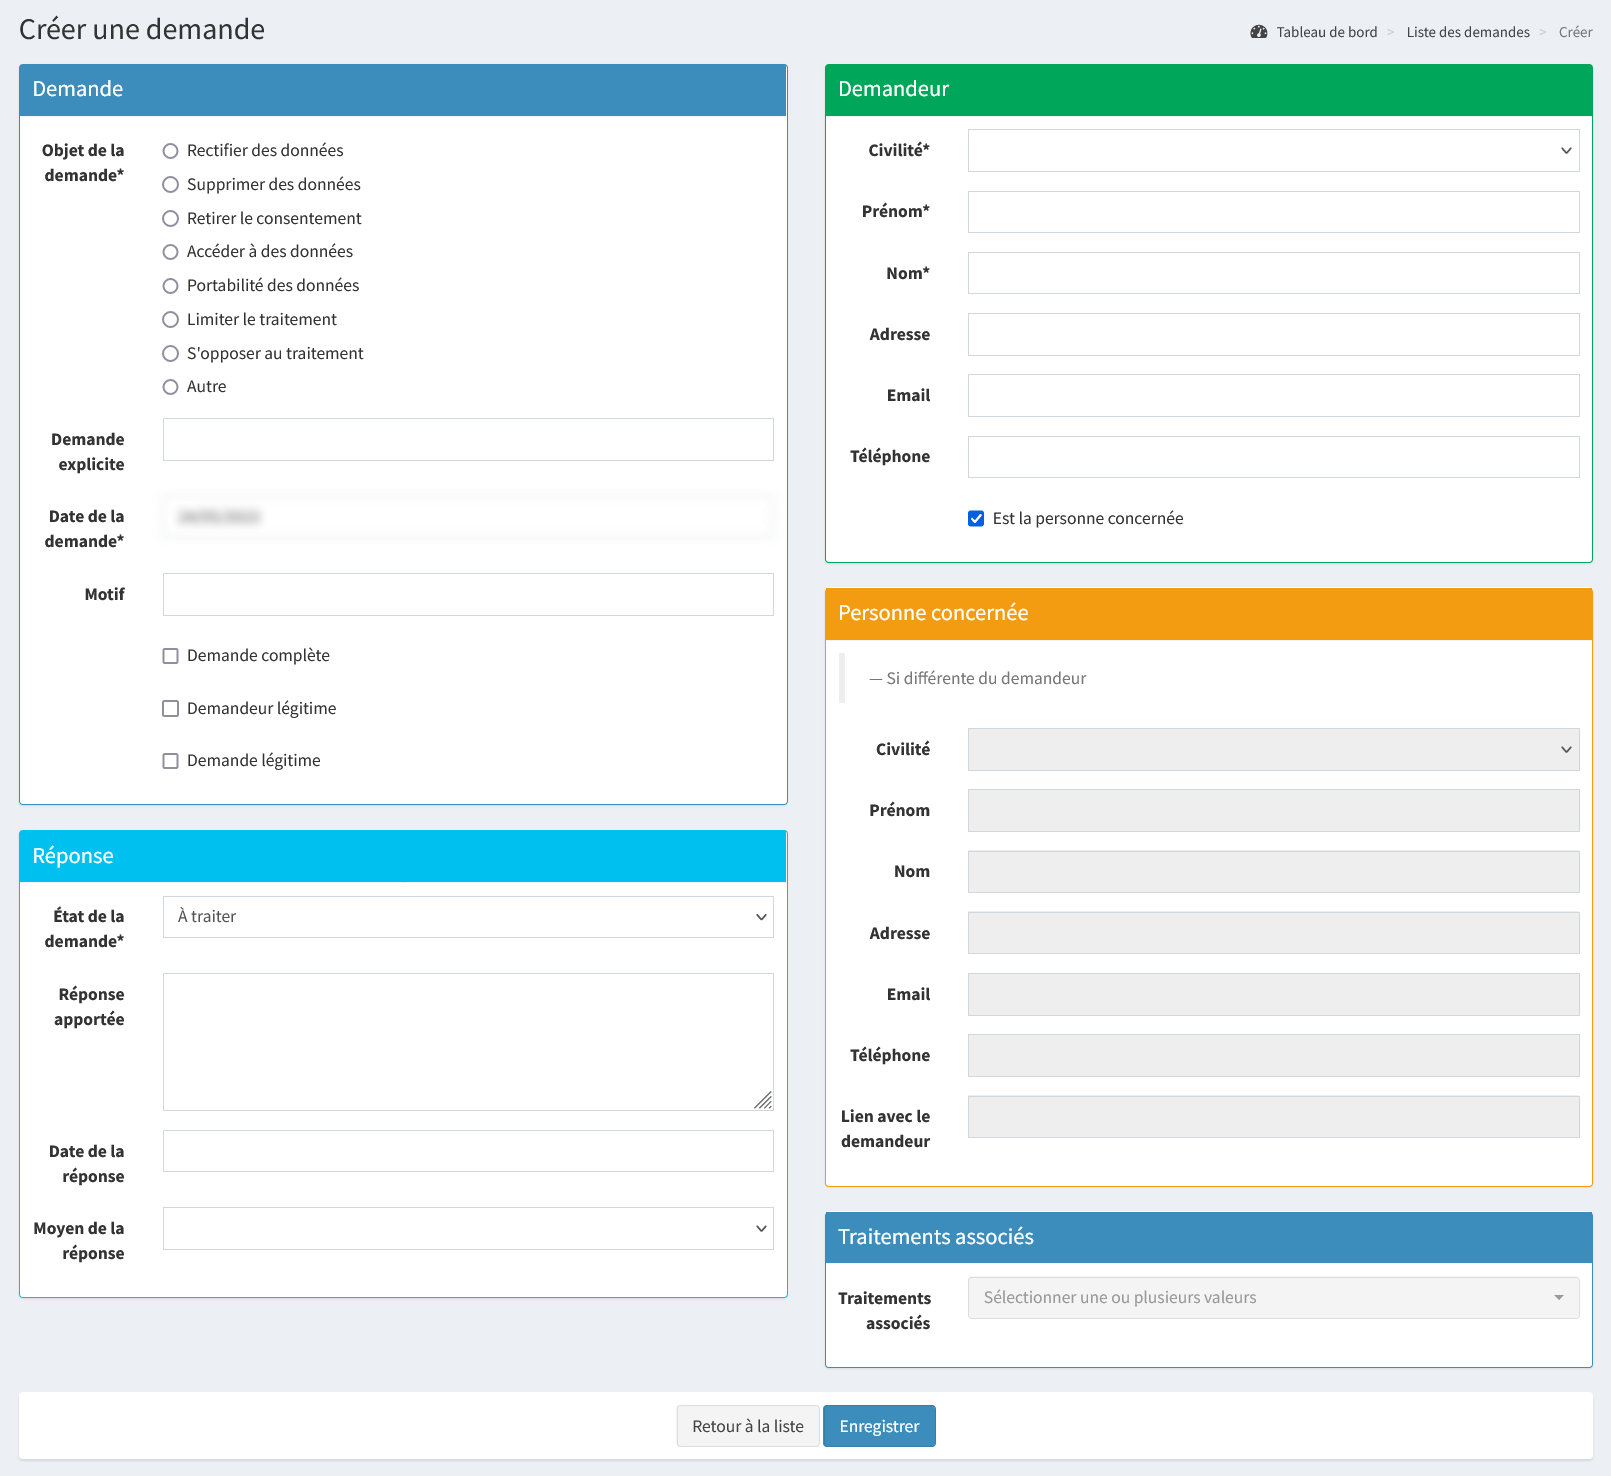 Créer une demande
Tableau de bord > Liste des demandes > Créer
Demande
Objet de la
demande*
Rectifier des données
Supprimer des données
Retirer le consentement
Accéder à des données
Portabilité des données
Limiter le traitement
S'opposer au traitement
Autre
Demande
explicite
Date de la
demande*
Motif
Demande complète
Demandeur légitime
Demande légitime
Réponse
État de la
demande*
À traiter
Réponse
apportée
Date de la
réponse
Moyen de la
réponse
Demandeur
Civilité*
Prénom*
Nom*
Adresse
Email
Téléphone
Est la personne concernée
Personne concernée
— Si différente du demandeur
Civilité
Prénom
Nom
Adresse
Email
Téléphone
Lien avec le
demandeur
Traitements associés
Traitements
associés
Sélectionner une ou plusieurs valeurs
Retour à la liste
Enregistrer